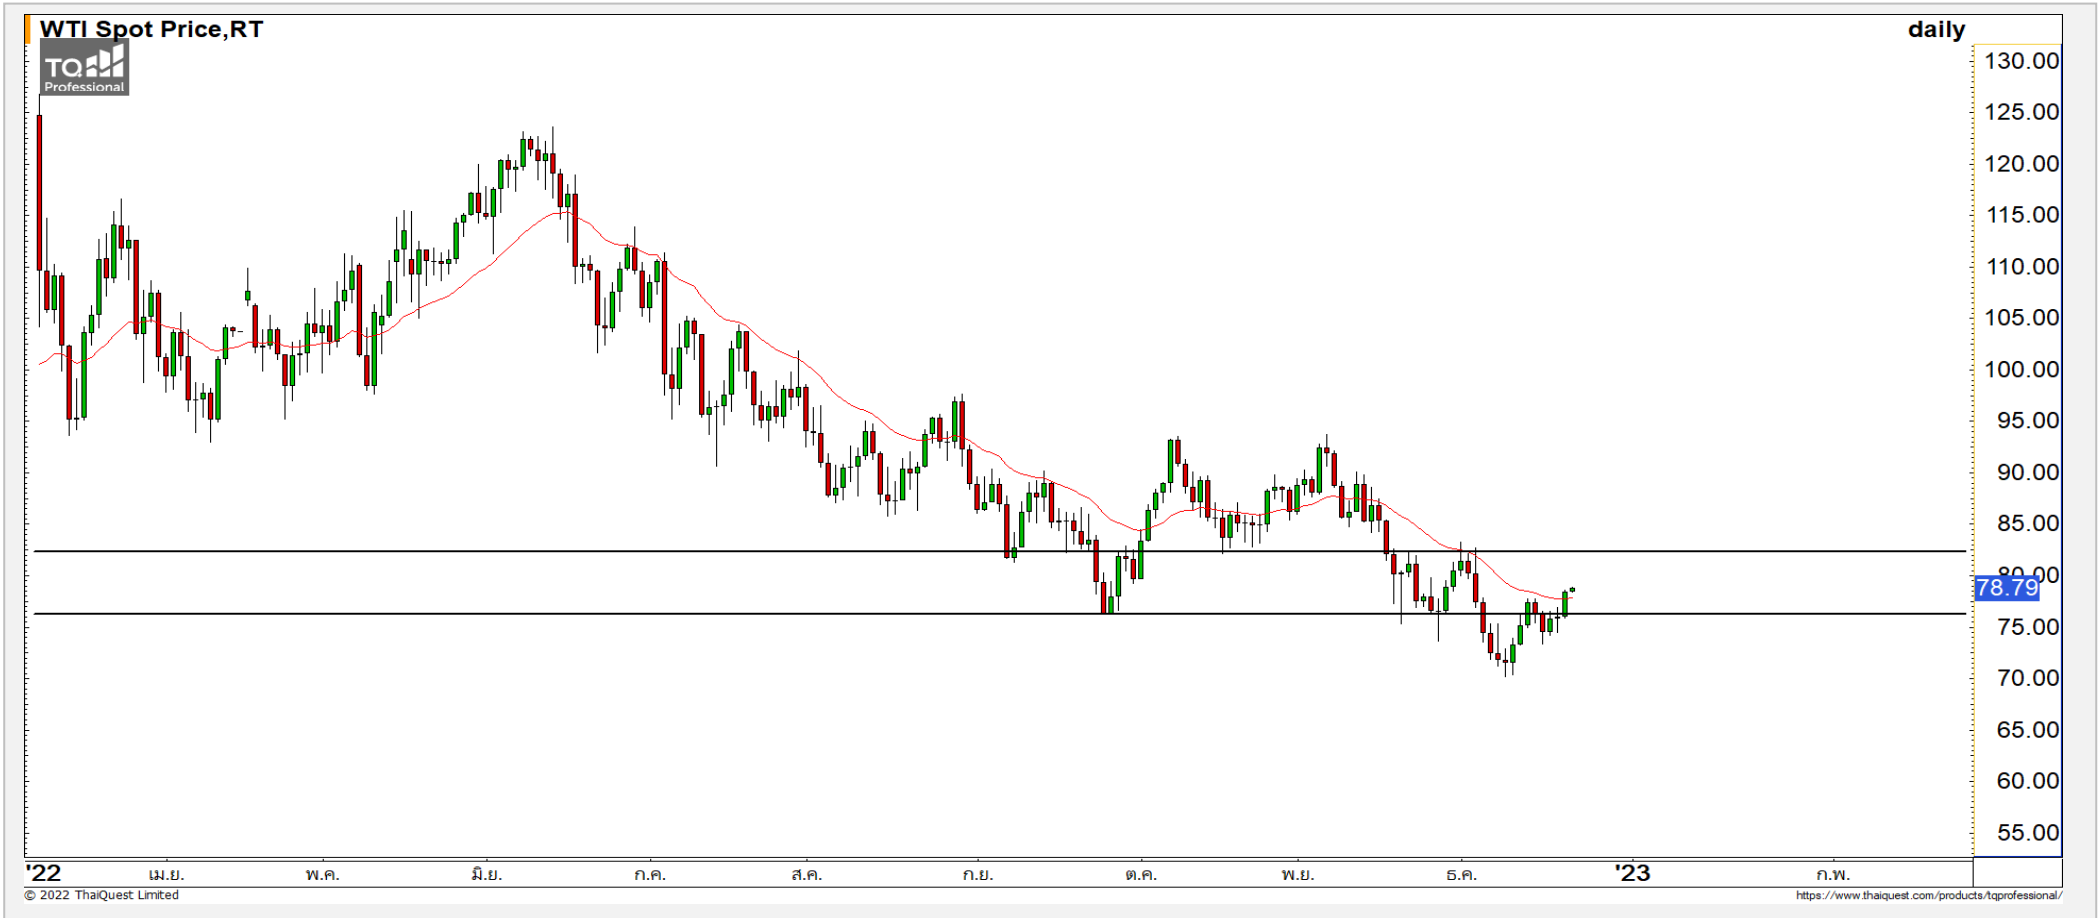 WTI Spot Price,RT
daily
TQ
Professional
130.00
125.00
120.00
115.00
110.00
105.00
100.00
95.00
90.00
85.00
80.00
78.79
75.00
70.00
65.00
60.00
55.00
'22 เม.ย. พ.ค. มิ.ย. ก.ค. ส.ค. ก.ย. ต.ค. พ.ย. ธ.ค. '23 ก.พ.
© 2022 ThaiQuest Limited
https://www.thaiquest.com/products/tqprofessional/